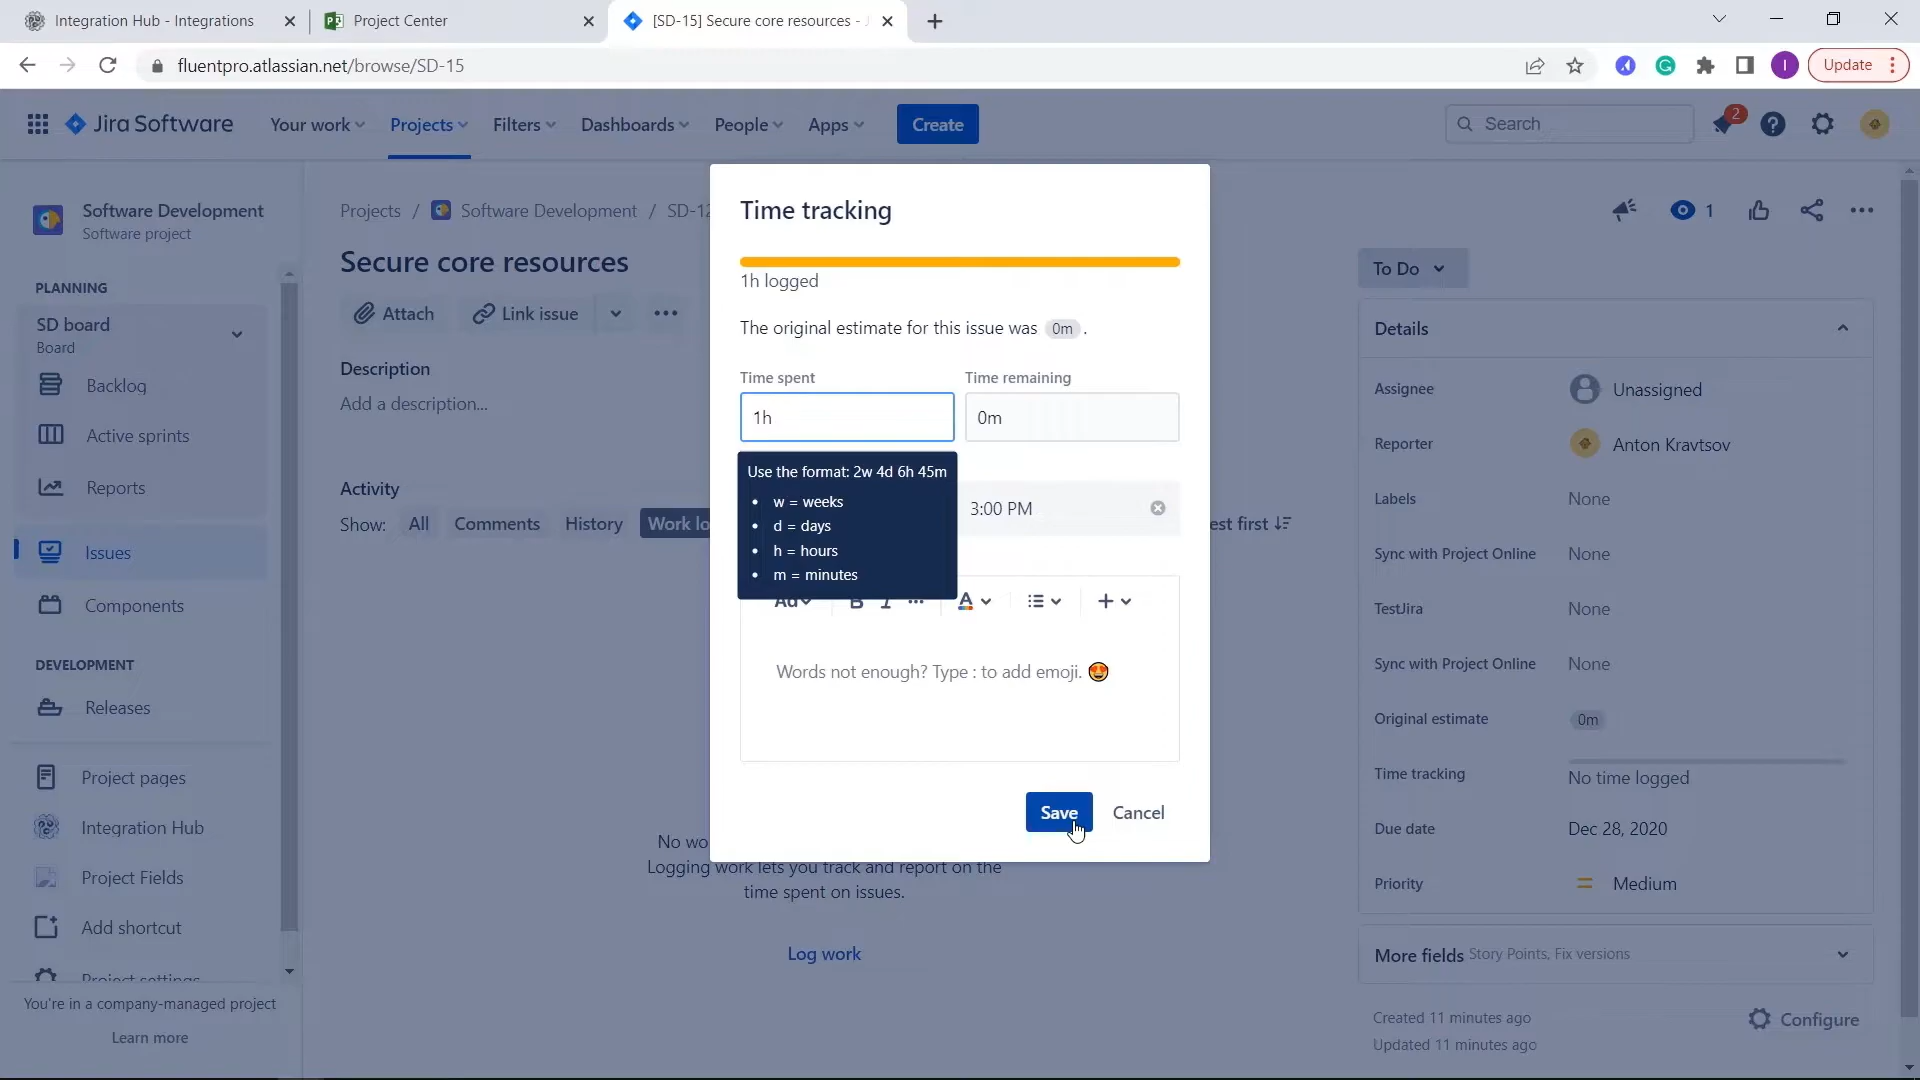 Integration Hub - Integrations
Project Center
[SD-15] Secure core resources - J
fluentpro.atlassian.net/browse/SD-15
I
Update
Jira Software
Your work
Projects
Filters
Dashboards
People
Apps
Create
Search
2
Software Development
Software project
PLANNING
SD board
Board
Backlog
Active sprints
Reports
Issues
Components
DEVELOPMENT
Releases
Project pages
Integration Hub
Project Fields
Add shortcut
Project settings
You're in a company-managed project
Learn more
Projects / Software Development / SD-12
Secure core resources
Attach
Link issue
Description
Add a description...
Activity
Show: All Comments History Work lo
est first
No wo
Logging work lets you track and report on the
time spent on issues.
Log work
Time tracking
1h logged
The original estimate for this issue was 0m .
Time spent
Time remaining
1h
0m
Use the format: 2w 4d 6h 45m
• w = weeks
• d = days
• h = hours
• m = minutes
3:00 PM
Aa B I ... A
Words not enough? Type : to add emoji. 😍
Save
Cancel
1
To Do
Details
Assignee Unassigned
Reporter Anton Kravtsov
Labels None
Sync with Project Online None
TestJira None
Sync with Project Online None
Original estimate 0m
Time tracking No time logged
Due date Dec 28, 2020
Priority Medium
More fields Story Points, Fix versions
Created 11 minutes ago
Updated 11 minutes ago
Configure